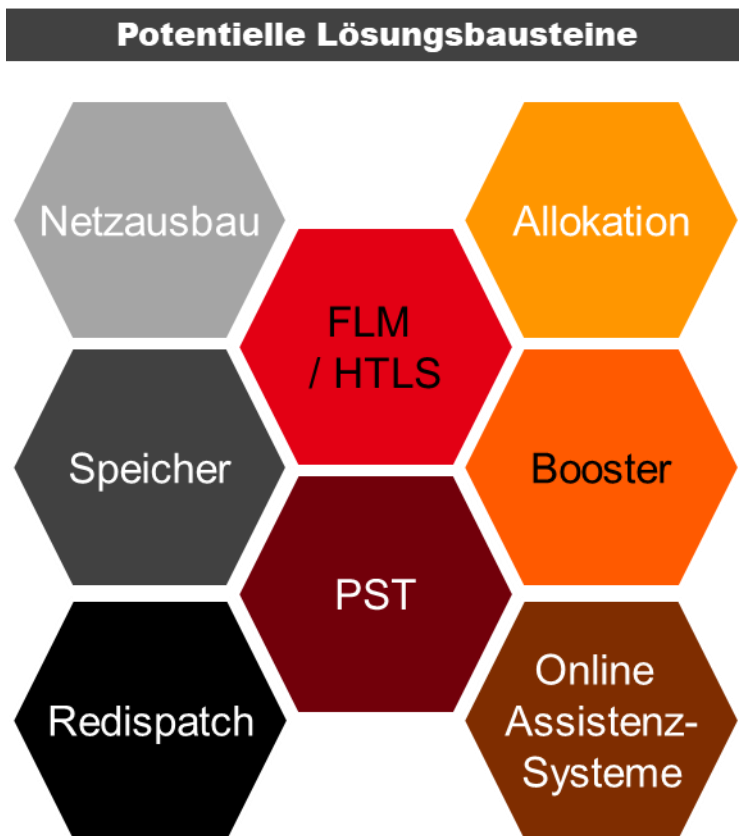 Potentielle Lösungsbausteine
Netzausbau
Allokation
FLM
/ HTLS
Speicher
Booster
PST
Redispatch
Online
Assistenz-
Systeme